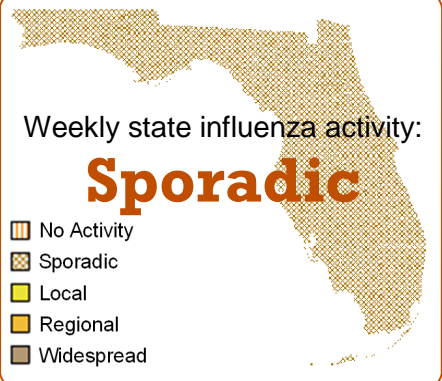 Weekly state influenza activity:
Sporadic
No Activity
Sporadic
Local
Regional
Widespread